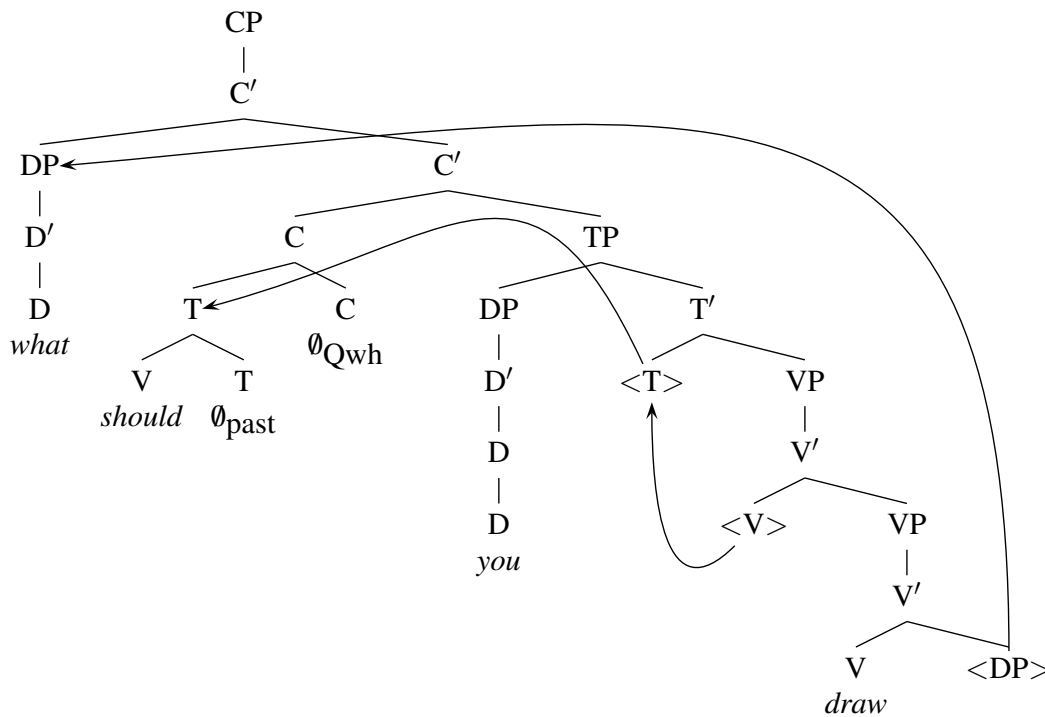 CP
C′
DP C′
D′ C TP
D T C DP T′
what ∅Qwh
V T D′ <T> VP
should ∅past
D V′
D <V> VP
you
V′
V <DP>
draw